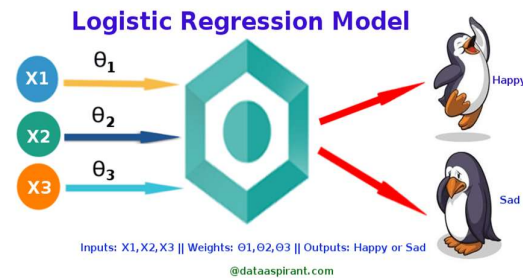 Logistic Regression Model
X1
θ1
X2
θ2
X3
θ3
Happy
Sad
Inputs: X1,X2,X3 || Weights: Θ1,Θ2,Θ3 || Outputs: Happy or Sad
@dataaspirant.com